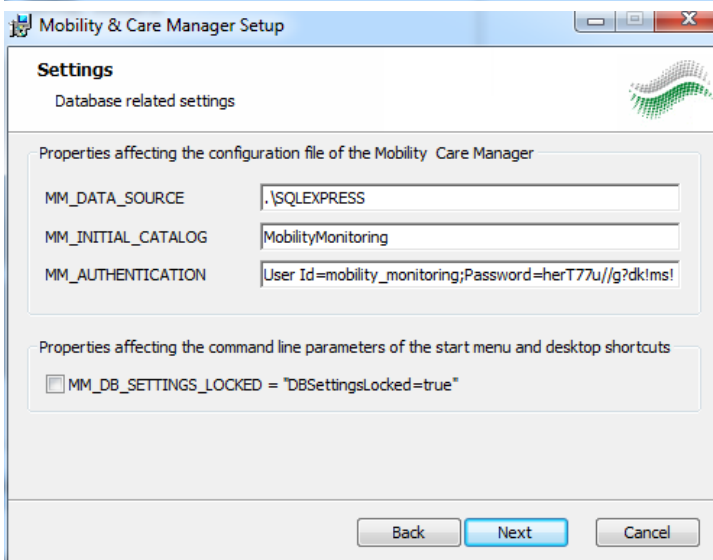 Mobility & Care Manager Setup
Settings
Database related settings
Properties affecting the configuration file of the Mobility  Care Manager
MM_DATA_SOURCE .\SQLEXPRESS
MM_INITIAL_CATALOG MobilityMonitoring
MM_AUTHENTICATION User Id=mobility_monitoring;Password=herT77u//g?dk!ms!
Properties affecting the command line parameters of the start menu and desktop shortcuts
MM_DB_SETTINGS_LOCKED = "DBSettingsLocked=true"
Back Next Cancel